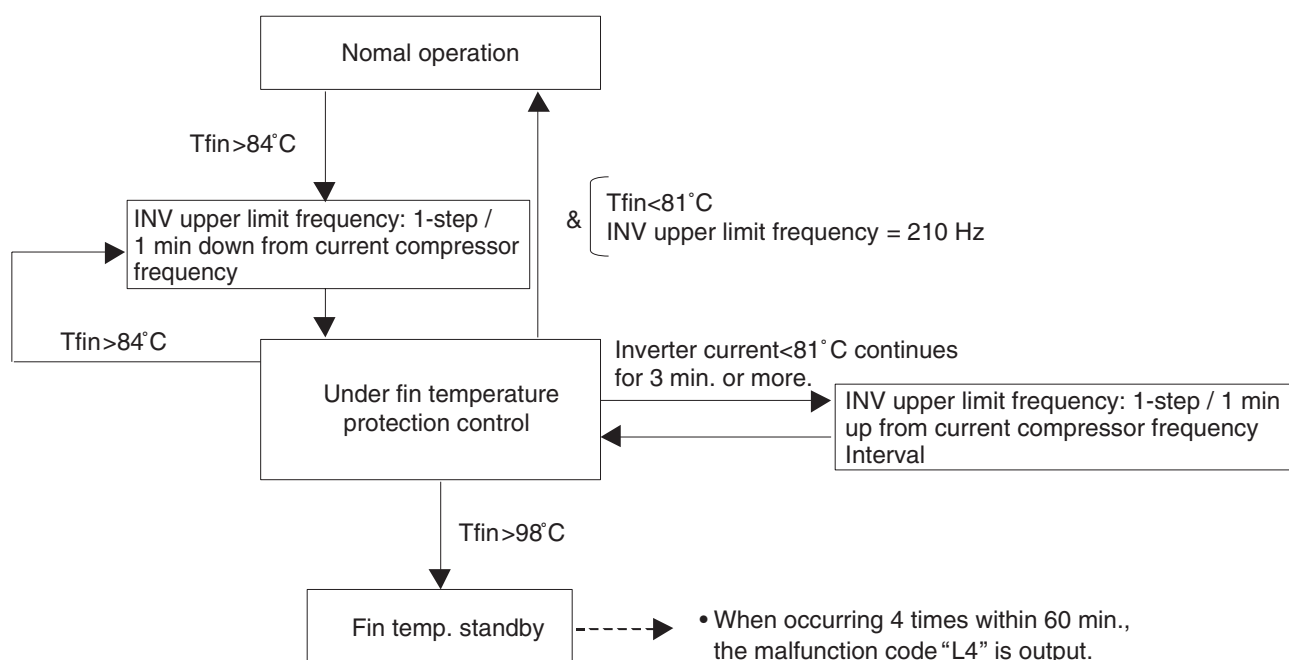 Nomal operation
Tfin>84˚C
&
Tfin<81˚C
INV upper limit frequency = 210 Hz
INV upper limit frequency: 1-step /
1 min down from current compressor
frequency
Tfin>84˚C
Under fin temperature
protection control
Inverter current<81˚C continues
for 3 min. or more.
INV upper limit frequency: 1-step / 1 min
up from current compressor frequency
Interval
Tfin>98˚C
Fin temp. standby
• When occurring 4 times within 60 min.,
the malfunction code “L4” is output.